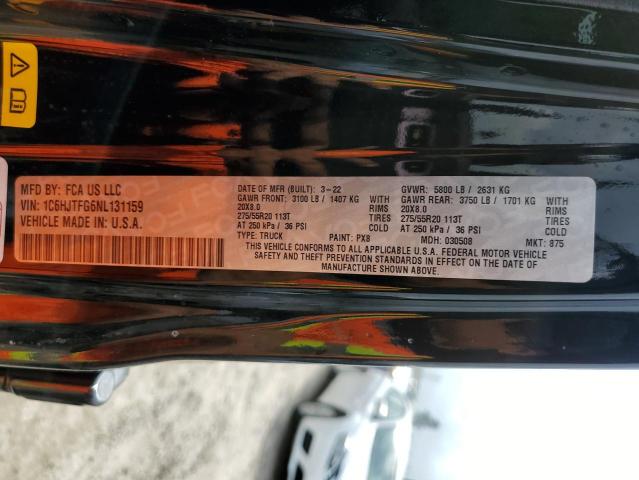 MFD BY: FCA US LLC
VIN: 1C6HJTFG6NL131159
VEHICLE MADE IN: U.S.A.
DATE OF MFR (BUILT): 3-22 GVWR: 5800 LB / 2631 KG
GAWR FRONT: 3100 LB / 1407 KG GAWR REAR: 3750 LB / 1701 KG
20X8.0 RIMS 20X8.0 RIMS
275/55R20 113T TIRES 275/55R20 113T TIRES
AT 250 kPa / 36 PSI COLD AT 250 kPa / 36 PSI COLD
TYPE: TRUCK PAINT: PX8 MDH: 030508 MKT: 875
THIS VEHICLE CONFORMS TO ALL APPLICABLE U.S.A. FEDERAL MOTOR VEHICLE
SAFETY AND THEFT PREVENTION STANDARDS IN EFFECT ON THE DATE OF
MANUFACTURE SHOWN ABOVE.